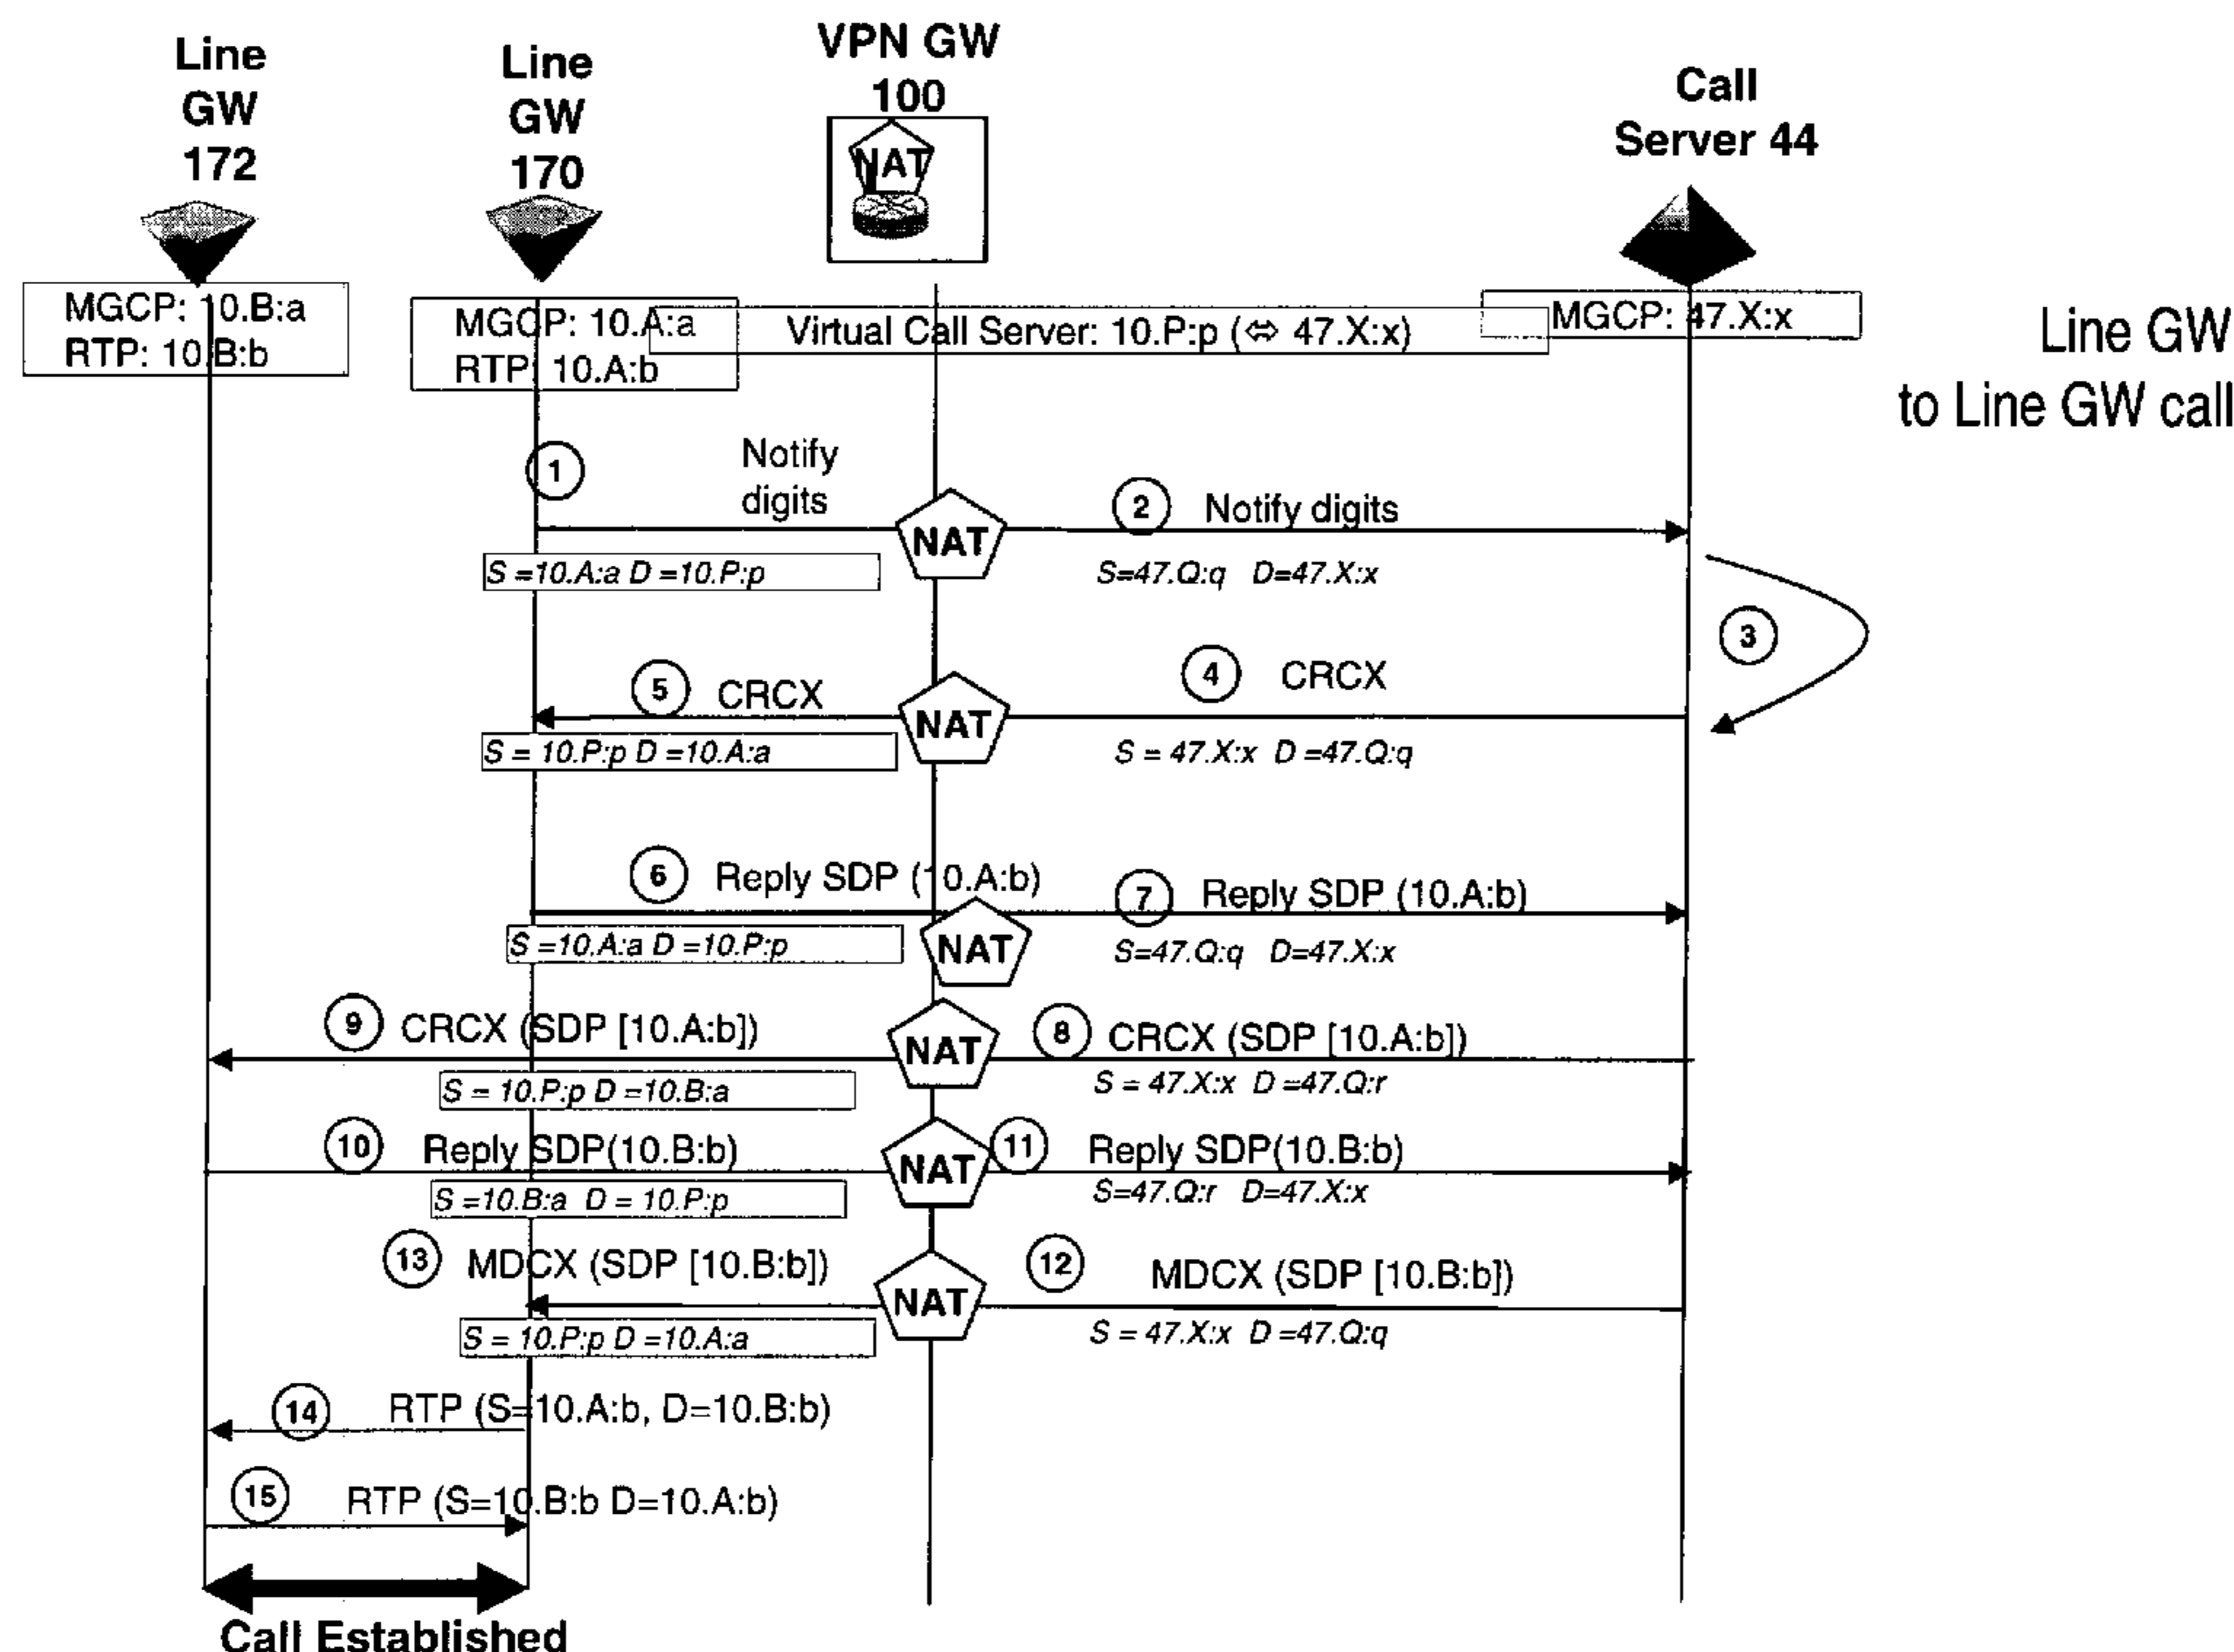 Line
GW
172
Line
GW
170
VPN GW
100
NAT
Call
Server 44
MGCP: 10.B:a
RTP: 10.B:b
MGCP: 10.A:a
RTP: 10.A:b
Virtual Call Server: 10.P:p (⇔ 47.X:x)
MGCP: 47.X:x
Line GW
to Line GW call
1
Notify
digits
NAT
2 Notify digits
S =10.A:a D =10.P:p
S=47.Q:q D=47.X:x
3
5 CRCX
NAT
4 CRCX
S = 10.P:p D =10.A:a
S = 47.X:x D =47.Q:q
6 Reply SDP (10.A:b)
NAT
7 Reply SDP (10.A:b)
S =10.A:a D =10.P:p
S=47.Q:q D=47.X:x
9 CRCX (SDP [10.A:b])
NAT
8 CRCX (SDP [10.A:b])
S = 10.P:p D =10.B:a
S = 47.X:x D =47.Q:r
10 Reply SDP(10.B:b)
NAT
11 Reply SDP(10.B:b)
S =10.B:a D = 10.P:p
S=47.Q:r D=47.X:x
13 MDCX (SDP [10.B:b])
NAT
12 MDCX (SDP [10.B:b])
S = 10.P:p D =10.A:a
S = 47.X:x D =47.Q:q
14 RTP (S=10.A:b, D=10.B:b)
15 RTP (S=10.B:b D=10.A:b)
Call Established